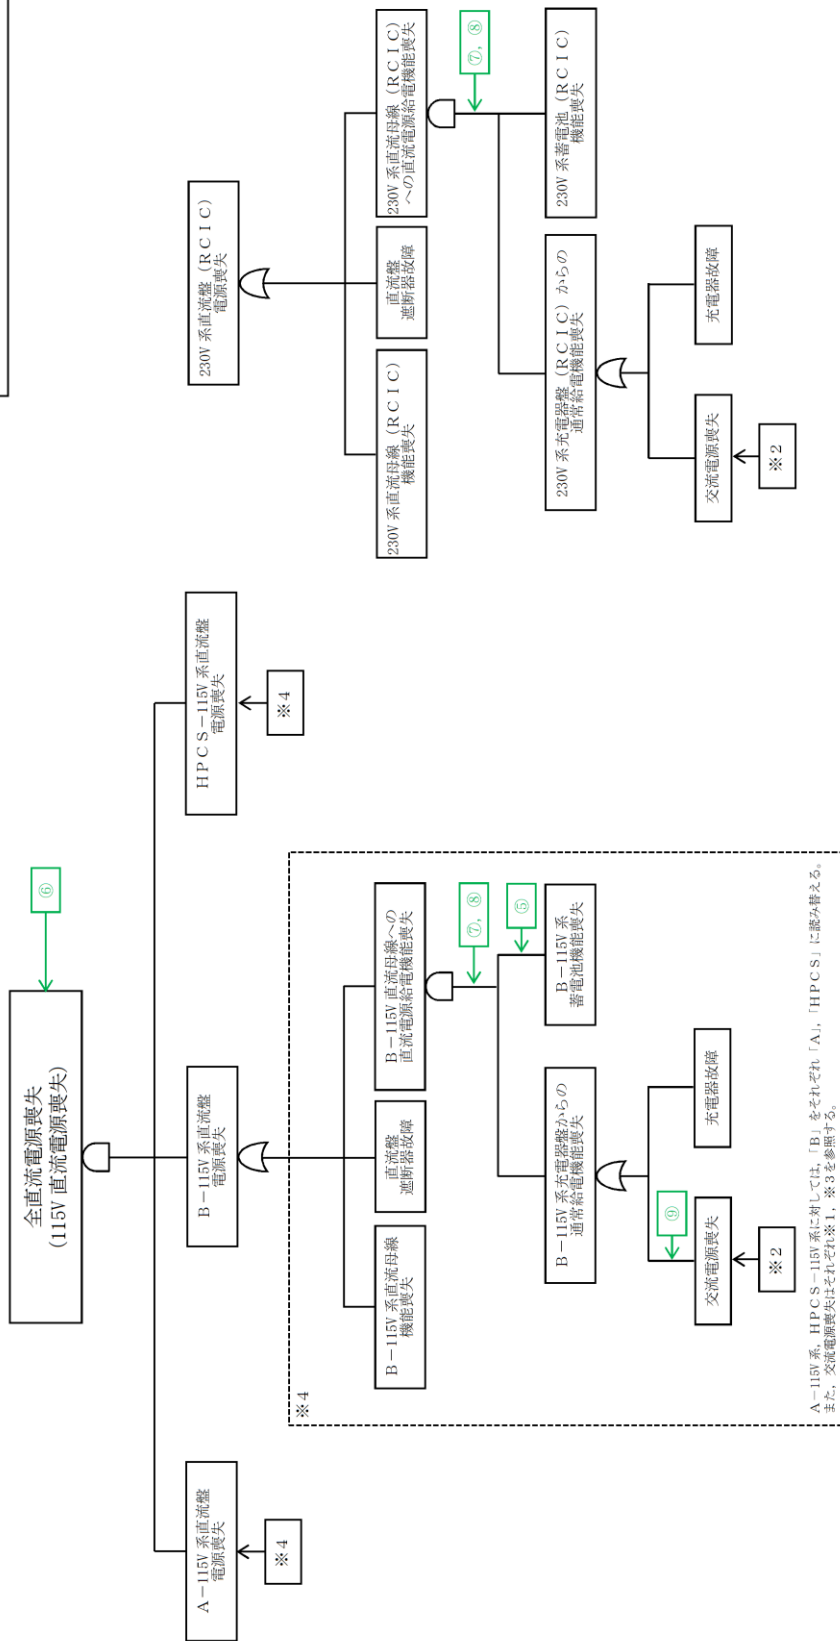 全直流電源喪失
(115V 直流電源喪失)
⑥
A-115V 系直流盤
電源喪失
※4
B-115V 系直流盤
電源喪失
HPCS-115V 系直流盤
電源喪失
※4
※4
B-115V 系直流母線
機能喪失
直流盤
遮断器故障
B-115V 直流母線への
直流電源給電機能喪失
⑦, ⑧
⑤
B-115V 系充電器盤からの
通常給電機能喪失
B-115V 系
蓄電池機能喪失
⑨
交流電源喪失
充電器故障
※2
A-115V 系, HPCS-115V 系に対しては,「B」をそれぞれ「A」,「HPCS」に読み替える。
また, 交流電源喪失はそれぞれ※1, ※3を参照する。
230V 系直流盤 (RCIC)
電源喪失
230V 系直流母線 (RCIC)
機能喪失
直流盤
遮断器故障
230V 系直流母線 (RCIC)
への直流電源給電機能喪失
⑦, ⑧
230V 系充電器盤 (RCIC) からの
通常給電機能喪失
230V 系蓄電池 (RCIC)
機能喪失
交流電源喪失
充電器故障
※2